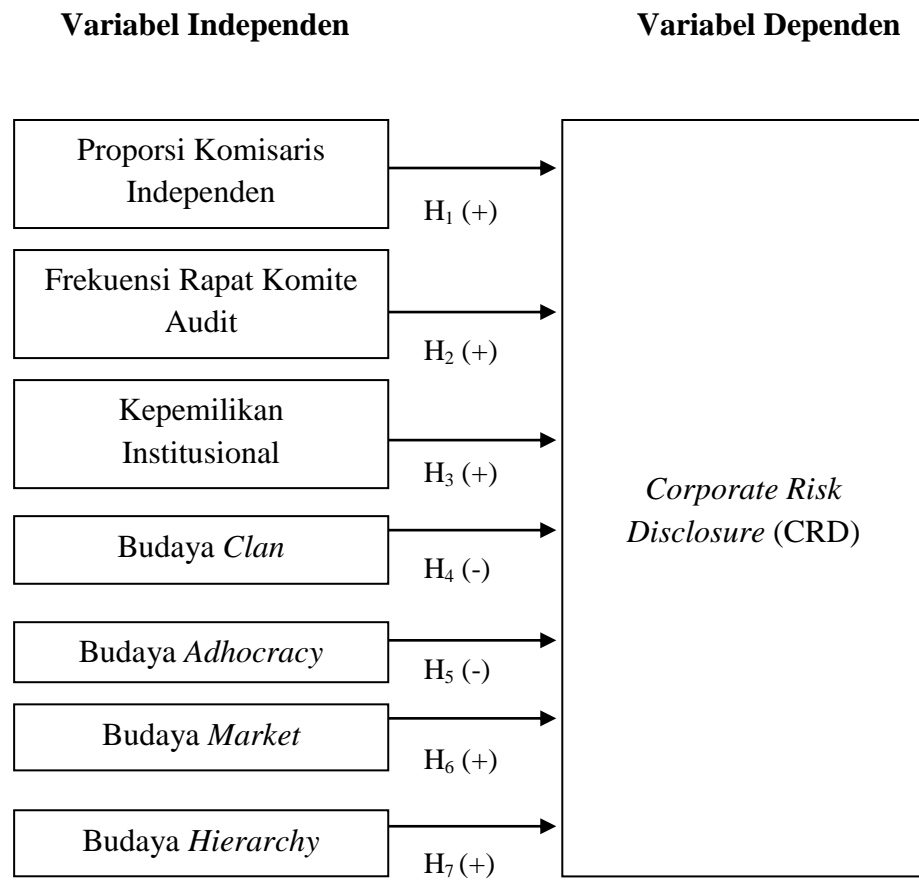 Variabel Independen
Variabel Dependen
Proporsi Komisaris
Independen
H₁ (+)
Frekuensi Rapat Komite
Audit
H₂ (+)
Kepemilikan
Institusional
H₃ (+)
Budaya Clan
H₄ (-)
Budaya Adhocracy
H₅ (-)
Budaya Market
H₆ (+)
Budaya Hierarchy
H₇ (+)
Corporate Risk
Disclosure (CRD)